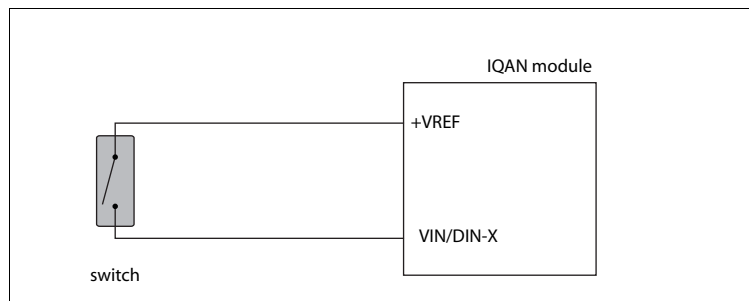 IQAN module
+VREF
VIN/DIN-X
switch